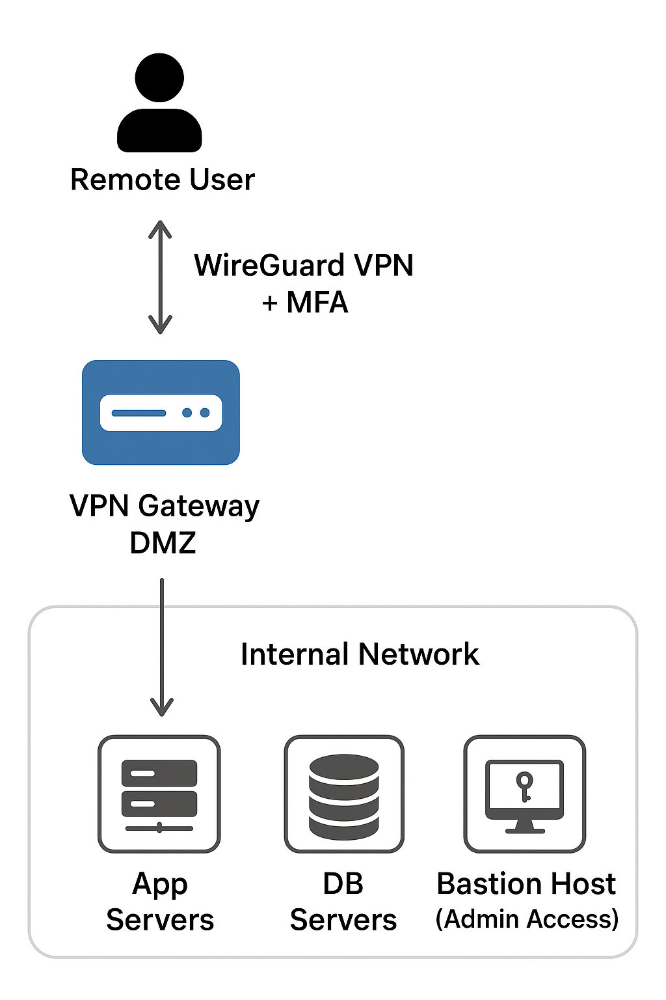 Remote User
WireGuard VPN
+ MFA
VPN Gateway
DMZ
Internal Network
App
Servers
DB
Servers
Bastion Host
(Admin Access)